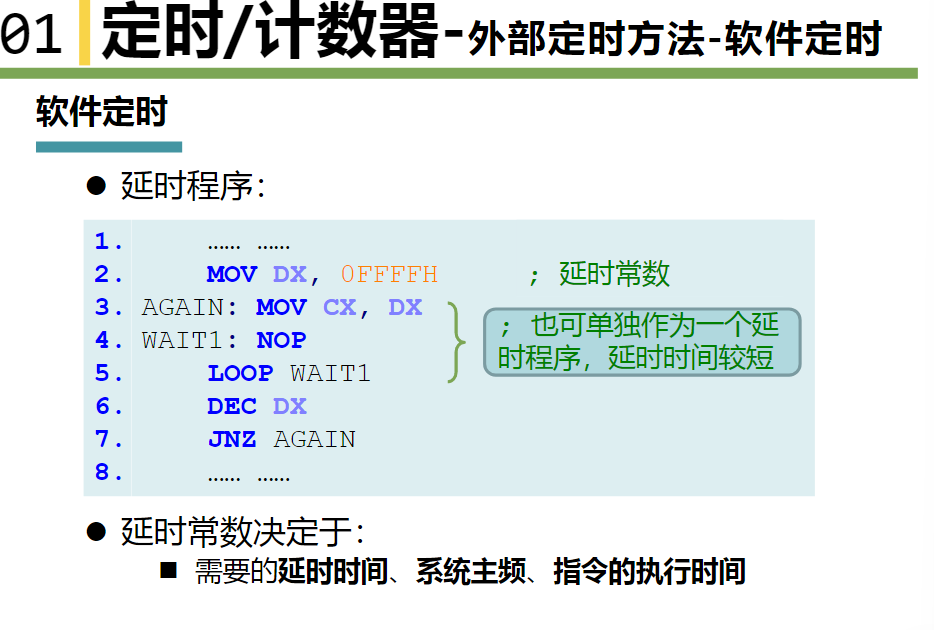 01 定时/计数器-外部定时方法-软件定时
软件定时
● 延时程序：
1. …… ……
2. MOV DX, 0FFFFH ; 延时常数
3. AGAIN: MOV CX, DX
4. WAIT1: NOP
5. LOOP WAIT1
; 也可单独作为一个延
时程序，延时时间较短
6. DEC DX
7. JNZ AGAIN
8. …… ……
● 延时常数决定于：
■ 需要的延时时间、系统主频、指令的执行时间